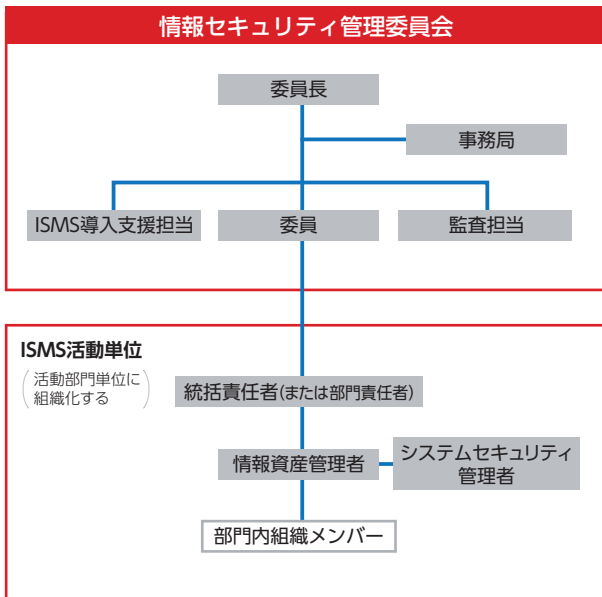 情報セキュリティ管理委員会
委員長
事務局
ISMS導入支援担当
委員
監査担当
ISMS活動単位
(活動部門単位に
組織化する)
統括責任者(または部門責任者)
情報資産管理者
システムセキュリティ
管理者
部門内組織メンバー